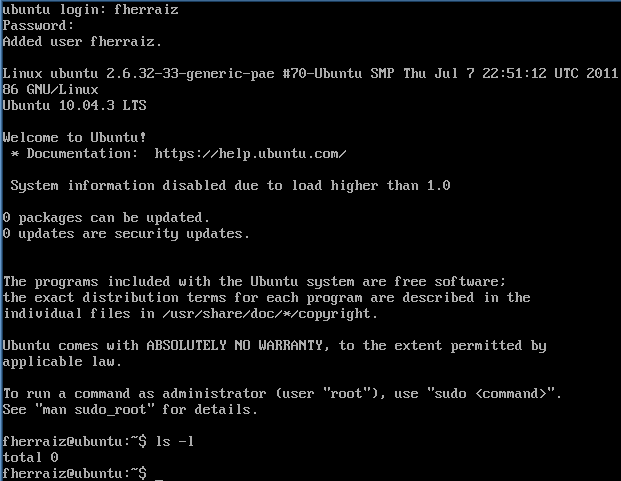 ubuntu login: fherraiz
Password:
Added user fherraiz.
Linux ubuntu 2.6.32-33-generic-pae #70-Ubuntu SMP Thu Jul 7 22:51:12 UTC 2011
86 GNU/Linux
Ubuntu 10.04.3 LTS
Welcome to Ubuntu!
 * Documentation:  https://help.ubuntu.com/
 System information disabled due to load higher than 1.0
0 packages can be updated.
0 updates are security updates.
The programs included with the Ubuntu system are free software;
the exact distribution terms for each program are described in the
individual files in /usr/share/doc/*/copyright.
Ubuntu comes with ABSOLUTELY NO WARRANTY, to the extent permitted by
applicable law.
To run a command as administrator (user "root"), use "sudo <command>".
See "man sudo_root" for details.
fherraiz@ubuntu:~$ ls -l
total 0
fherraiz@ubuntu:~$ _